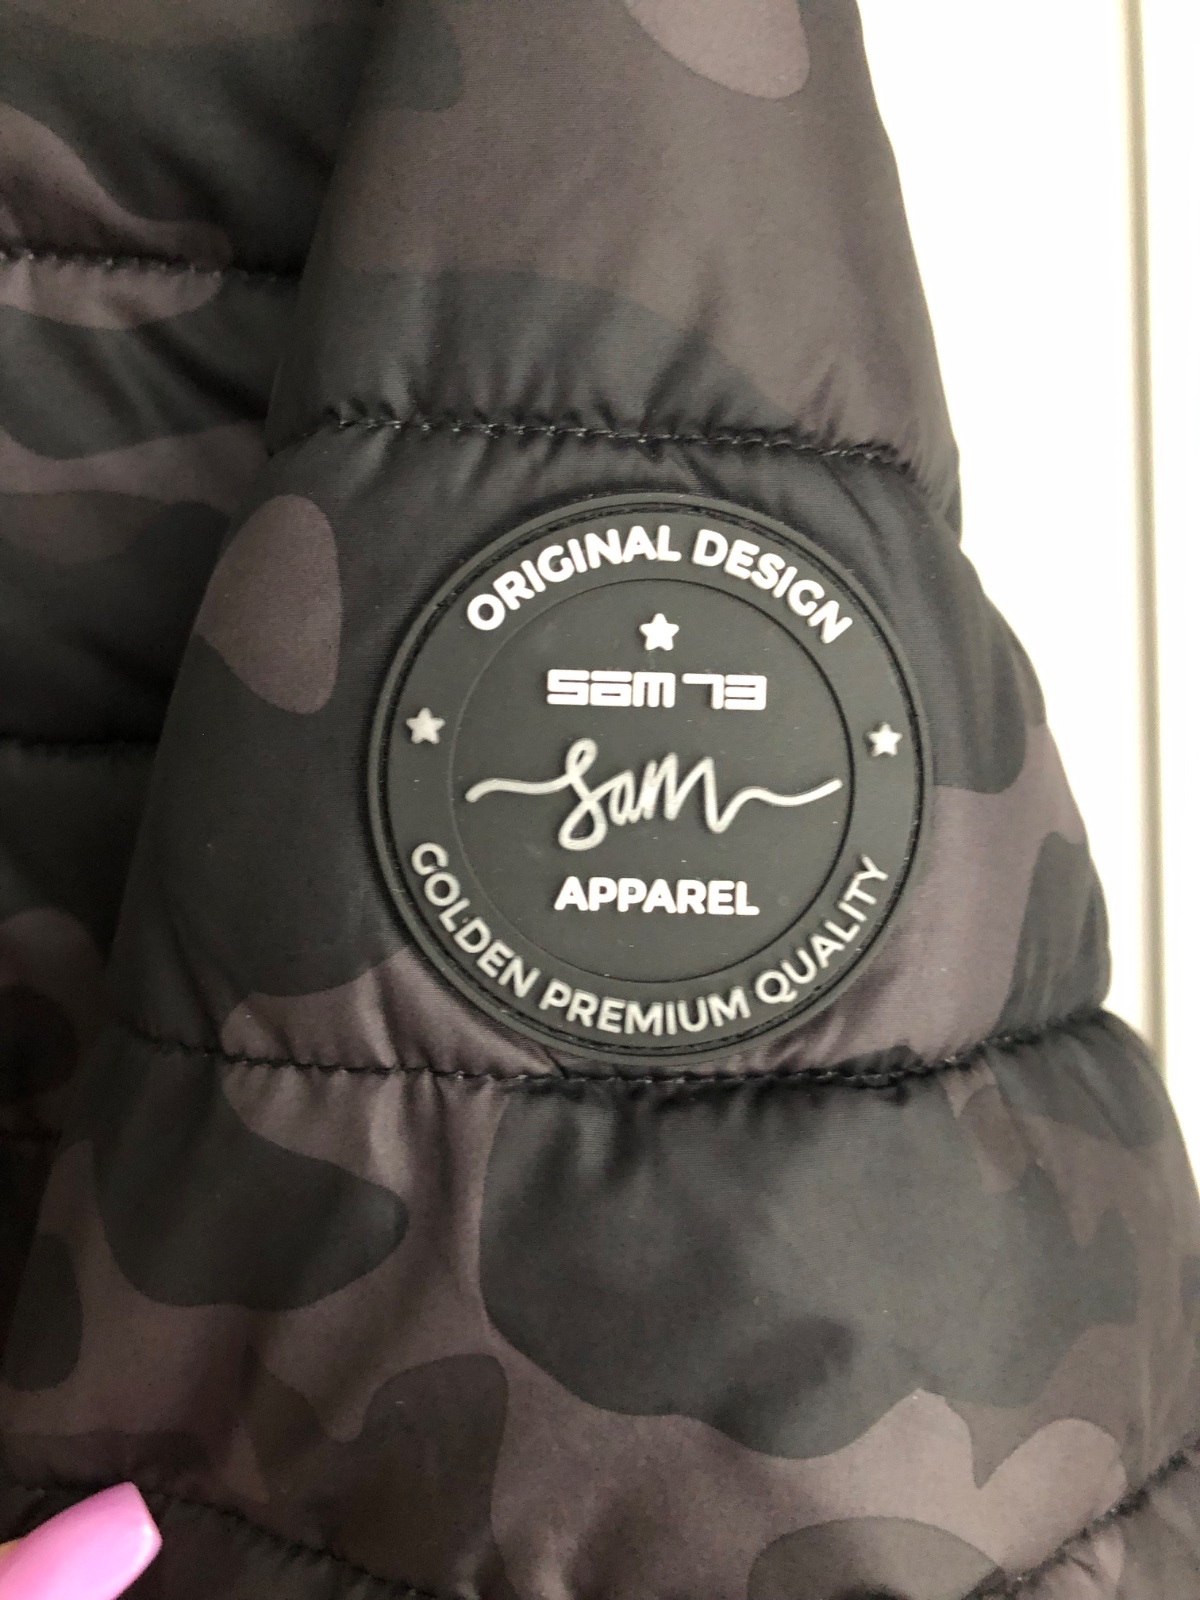 ORIGINAL DESIGN
SAM 73
Sam
APPAREL
GOLDEN PREMIUM QUALITY